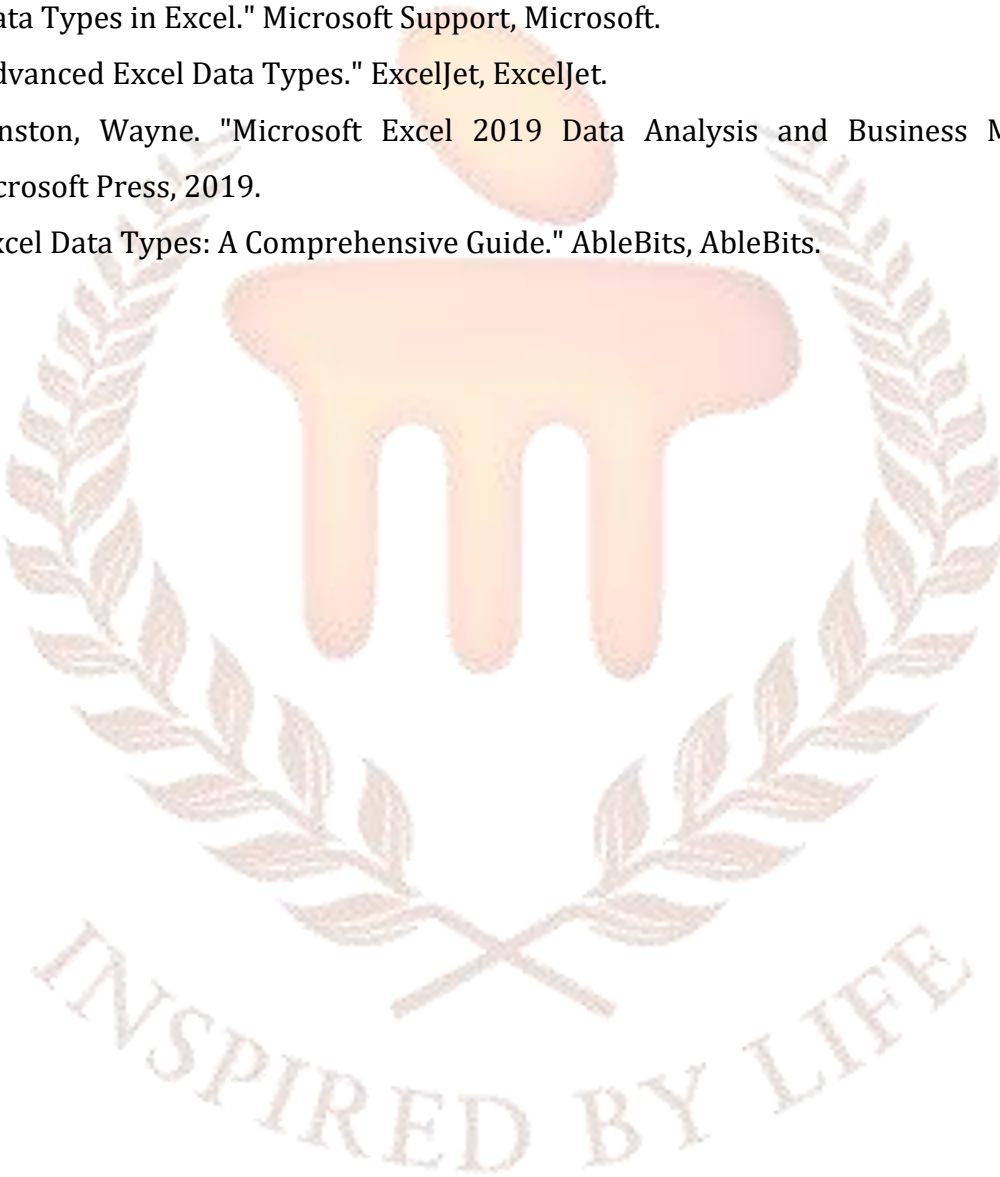 ata Types in Excel." Microsoft Support, Microsoft.
dvanced Excel Data Types." ExcelJet, ExcelJet.
nston, Wayne. "Microsoft Excel 2019 Data Analysis and Business M
crosoft Press, 2019.
xcel Data Types: A Comprehensive Guide." AbleBits, AbleBits.
INSPIRED BY LIFE